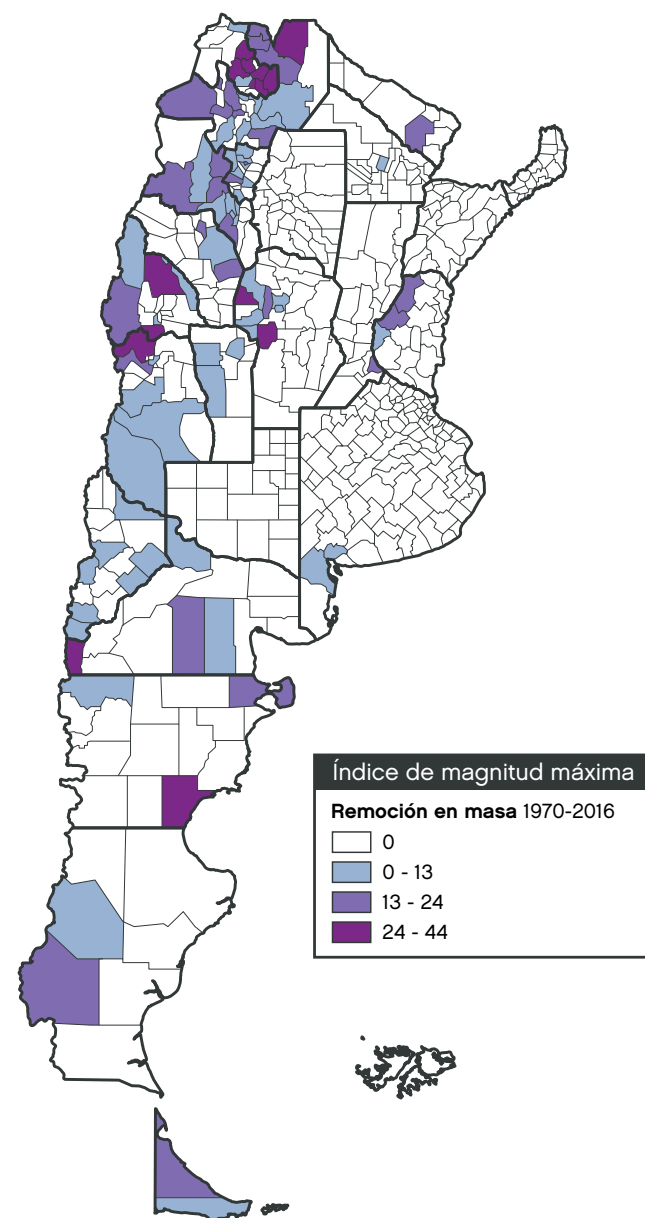 Índice de magnitud máxima
Remoción en masa 1970-2016
0
0 - 13
13 - 24
24 - 44